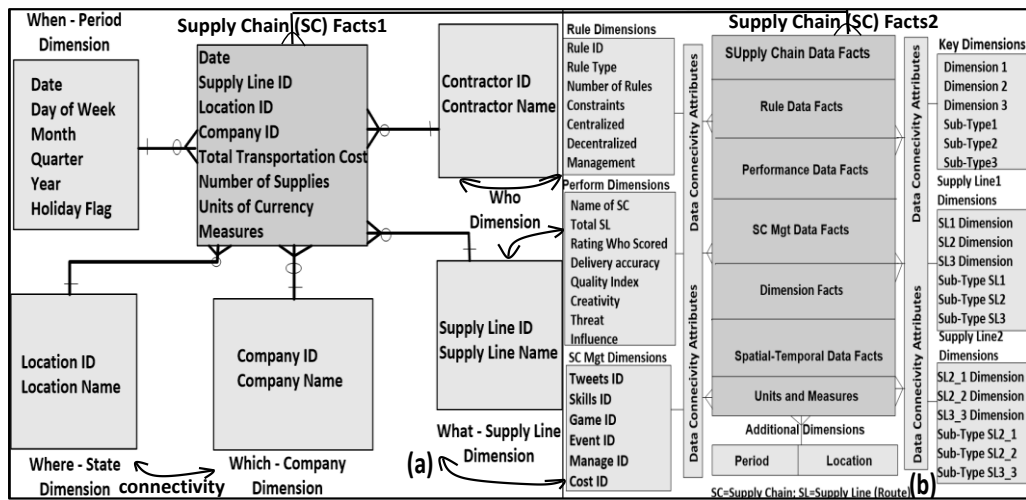 Supply Chain (SC) Facts1
When - Period
Dimension
Date
Day of Week
Month
Quarter
Year
Holiday Flag
Date
Supply Line ID
Location ID
Company ID
Total Transportation Cost
Number of Supplies
Units of Currency
Measures
Contractor ID
Contractor Name
Who
Dimension
Location ID
Location Name
Where - State
Dimension
connectivity
Company ID
Company Name
Which - Company
Dimension
Supply Line ID
Supply Line Name
What - Supply Line
Dimension
(a)
Supply Chain (SC) Facts2
Rule Dimensions
Rule ID
Rule Type
Number of Rules
Constraints
Centralized
Decentralized
Management
Perform Dimensions
Name of SC
Total SL
Rating Who Scored
Delivery accuracy
Quality Index
Creativity
Threat
Influence
SC Mgt Dimensions
Tweets ID
Skills ID
Game ID
Event ID
Manage ID
Cost ID
Data Connecivity Attributes
Data Connecivity Attributes
SUpply Chain Data Facts
Rule Data Facts
Performance Data Facts
SC Mgt Data Facts
Dimension Facts
Spatial-Temporal Data Facts
Units and Measures
Additional Dimensions
Period
Location
Data Connecivity Attributes
Data Connecivity Attributes
Key Dimensions
Dimension 1
Dimension 2
Dimension 3
Sub-Type1
Sub-Type2
Sub-Type3
Supply Line1
Dimensions
SL1 Dimension
SL2 Dimension
SL3 Dimension
Sub-Type SL1
Sub-Type SL2
Sub-Type SL3
Supply Line2
Dimensions
SL2_1 Dimension
SL2_2 Dimension
SL3_3 Dimension
Sub-Type SL2_1
Sub-Type SL2_2
Sub-Type SL3_3
SC=Supply Chain; SL=Supply Line (Route)
(b)